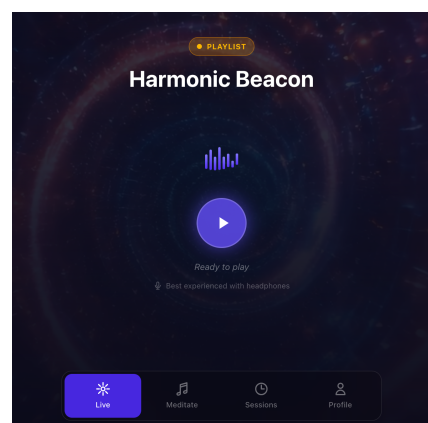 PLAYLIST
Harmonic Beacon
Ready to play
Best experienced with headphones
Live
Meditate
Sessions
Profile